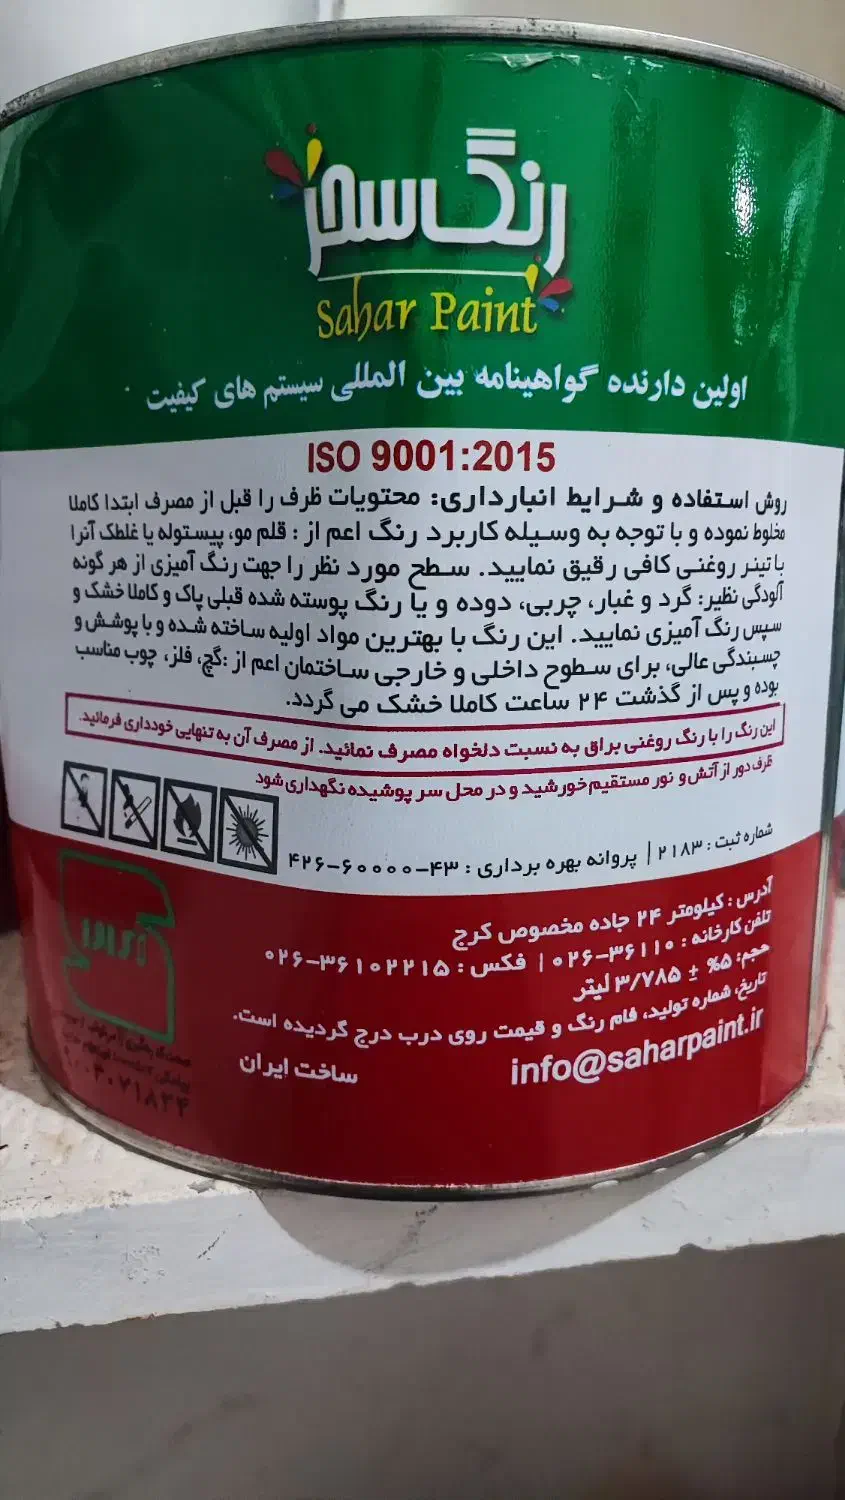 رنگ سحر
Sahar Paint
اولین دارنده گواهینامه بین المللی سیستم های کیفیت
ISO 9001:2015
روش استفاده و شرایط انبارداری: محتویات ظرف را قبل از مصرف ابتدا کاملا
مخلوط نموده و با توجه به وسیله کاربرد رنگ اعم از : قلم مو، پیستوله یا غلطک آنرا
با تینر روغنی کافی رقیق نمایید. سطح مورد نظر را جهت رنگ آمیزی از هر گونه
آلودگی نظیر: گرد و غبار، چربی، دوده و یا رنگ پوسته شده قبلی پاک و کاملا خشک و
سپس رنگ آمیزی نمایید. این رنگ با بهترین مواد اولیه ساخته شده و با پوشش و
چسبندگی عالی، برای سطوح داخلی و خارجی ساختمان اعم از :گچ، فلز، چوب مناسب
بوده و پس از گذشت ۲۴ ساعت کاملا خشک می گردد.
این رنگ را با رنگ روغنی براق به نسبت دلخواه مصرف نمائید. از مصرف آن به تنهایی خودداری فرمائید.
ظرف دور از آتش و نور مستقیم خورشید و در محل سر پوشیده نگهداری شود
شماره ثبت : ۲۱۸۳ | پروانه بهره برداری : ۴۳-۶۰۰۰۰-۴۲۶
آدرس : کیلومتر ۲۴ جاده مخصوص کرج
تلفن کارخانه : ۳۶۱۱۰-۰۲۶ | فکس : ۳۶۱۰۲۲۱۵-۰۲۶
حجم: ۵% ± ۳/۷۸۵ لیتر
تاریخ، شماره تولید، فام رنگ و قیمت روی درب درج گردیده است.
info@saharpaint.ir
ساخت ایران